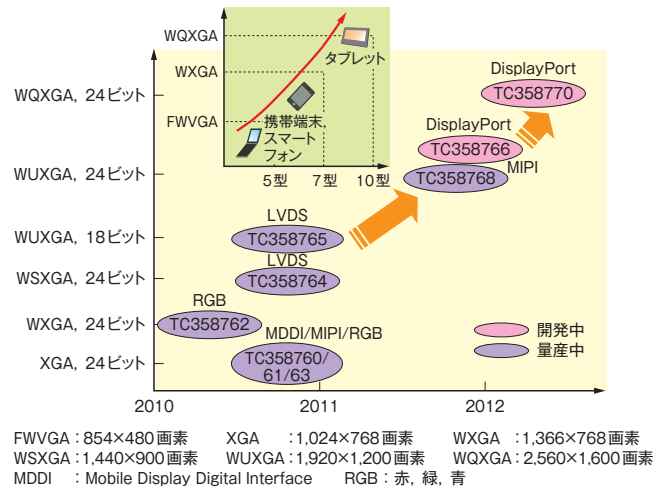 WQXGA
WXGA
FWVGA
タブレット
携帯端末,
スマート
フォン
5型
7型
10型
WQXGA, 24ビット
WUXGA, 24ビット
WUXGA, 18ビット
WSXGA, 24ビット
WXGA, 24ビット
XGA, 24ビット
DisplayPort
TC358770
DisplayPort
TC358766
TC358768
MIPI
LVDS
TC358765
LVDS
TC358764
RGB
TC358762
MDDI/MIPI/RGB
TC358760/
61/63
開発中
量産中
2010
2011
2012
FWVGA：854×480画素 XGA ：1,024×768画素 WXGA ：1,366×768画素
WSXGA：1,440×900画素 WUXGA：1,920×1,200画素 WQXGA：2,560×1,600画素
MDDI ：Mobile Display Digital Interface RGB：赤, 緑, 青